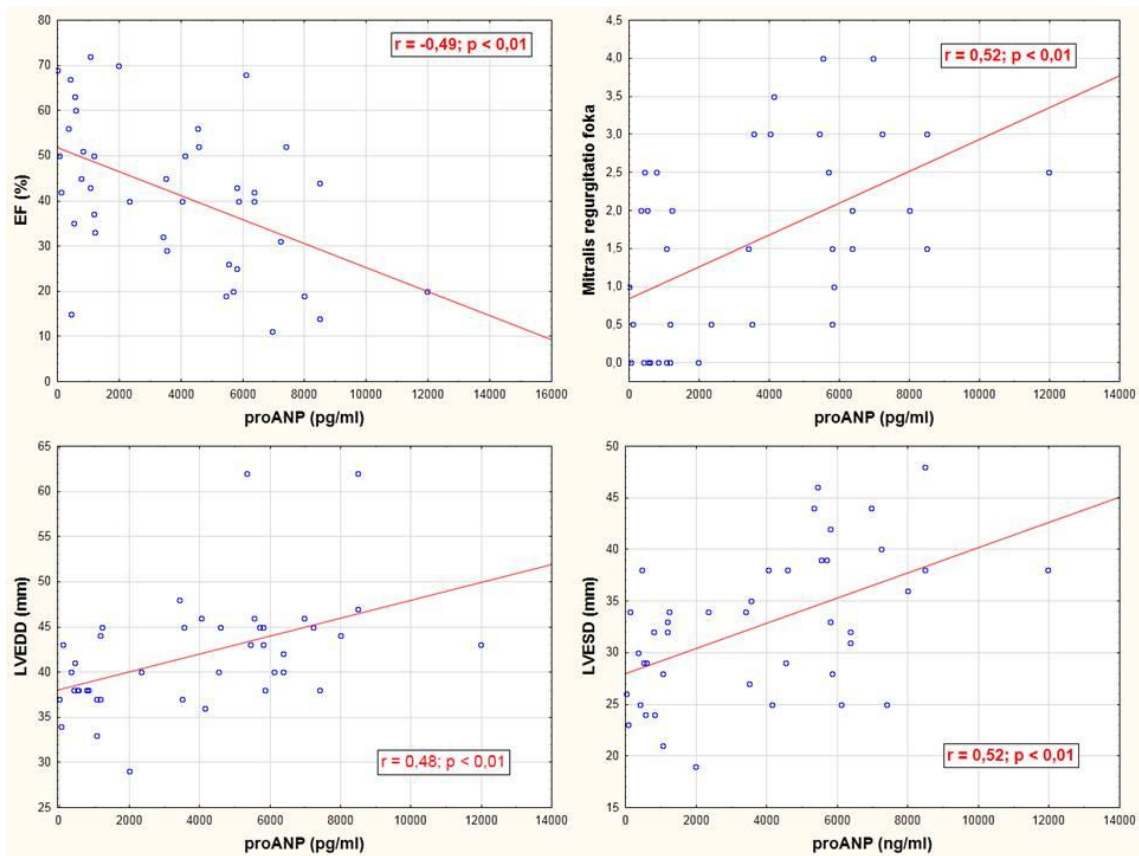 80
70
60
50
40
30
20
10
0
EF (%)
r = -0,49; p < 0,01
0 2000 4000 6000 8000 10000 12000 14000 16000
proANP (pg/ml)
4,5
4,0
3,5
3,0
2,5
2,0
1,5
1,0
0,5
0,0
Mitralis regurgitatio foka
r = 0,52; p < 0,01
0 2000 4000 6000 8000 10000 12000 14000
proANP (pg/ml)
65
60
55
50
45
40
35
30
25
LVEDD (mm)
r = 0,48; p < 0,01
0 2000 4000 6000 8000 10000 12000 14000
proANP (pg/ml)
50
45
40
35
30
25
20
15
LVESD (mm)
r = 0,52; p < 0,01
0 2000 4000 6000 8000 10000 12000 14000
proANP (ng/ml)